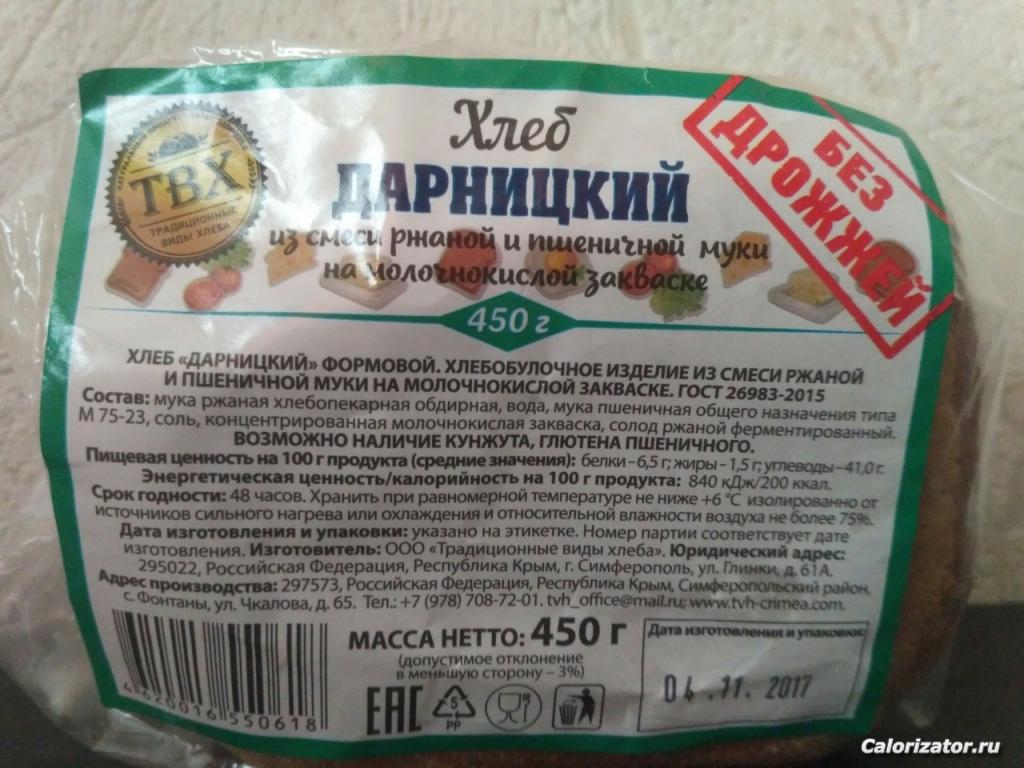 Хлеб
ДАРНИЦКИЙ
из смеси ржаной и пшеничной муки
на молочнокислой закваске
450 г
БЕЗ
ДРОЖЖЕЙ
ТВХ
ТРАДИЦИОННЫЕ
ВИДЫ ХЛЕБА
ХЛЕБ «ДАРНИЦКИЙ» ФОРМОВОЙ. ХЛЕБОБУЛОЧНОЕ ИЗДЕЛИЕ ИЗ СМЕСИ РЖАНОЙ
И ПШЕНИЧНОЙ МУКИ НА МОЛОЧНОКИСЛОЙ ЗАКВАСКЕ. ГОСТ 26983-2015
Состав: мука ржаная хлебопекарная обдирная, вода, мука пшеничная общего назначения типа
М 75-23, соль, концентрированная молочнокислая закваска, солод ржаной ферментированный.
ВОЗМОЖНО НАЛИЧИЕ КУНЖУТА, ГЛЮТЕНА ПШЕНИЧНОГО.
Пищевая ценность на 100 г продукта (средние значения): белки – 6,5 г; жиры – 1,5 г; углеводы – 41,0 г.
Энергетическая ценность/калорийность на 100 г продукта: 840 кДж/200 ккал.
Срок годности: 48 часов. Хранить при равномерной температуре не ниже +6 °С изолированно от
источников сильного нагрева или охлаждения и относительной влажности воздуха не более 75%.
Дата изготовления и упаковки: указано на этикетке. Номер партии соответствует дате
изготовления. Изготовитель: ООО «Традиционные виды хлеба». Юридический адрес:
295022, Российская Федерация, Республика Крым, г. Симферополь, ул. Глинки, д. 61А.
Адрес производства: 297573, Российская Федерация, Республика Крым, Симферопольский район,
с. Фонтаны, ул. Чкалова, д. 65. Тел.: +7 (978) 708-72-01. tvh_office@mail.ru; www.tvh-crimea.com.
МАССА НЕТТО: 450 г
(допустимое отклонение
в меньшую сторону – 3%)
Дата изготовления и упаковки:
04 .11. 2017
4 620016 550618
ЕАС
5
PP
Calorizator.ru